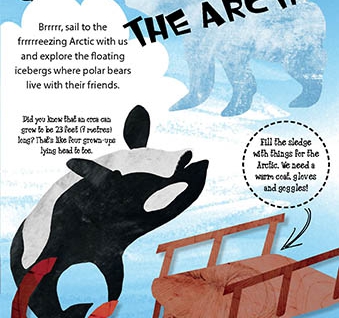 THE ARCTI
Brrrrr, sail to the
frrrrreezing Arctic with us
and explore the floating
icebergs where polar bears
live with their friends.
Did you know that an orca can
grow to be 23 feet (7 metres)
long? That's like four grown-ups
lying head to toe.
Fill the sledge
with things for the
Arctic. We need a
warm coat, gloves
and goggles!